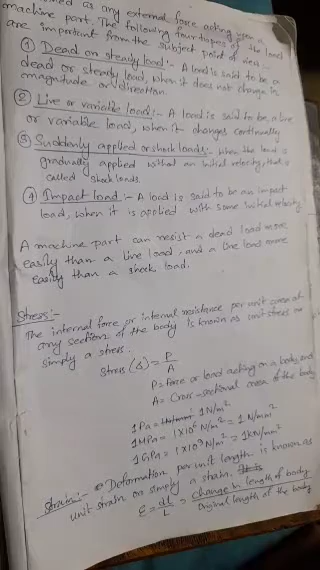 as any external force acting upon a
machine part. The following four types of the load
are important from the subject point of view:-
① Dead on steady load:- A load is said to be a
dead or steady load, when it does not change in
magnitude or direction.
② Live or variable load:- A load is said to be a live
or variable load, when it changes continually
③ Suddenly applied or shock loads:- When the load is
gradually applied without an initial velocity, that is
called shock loads.
④ Impact load:- A load is said to be an impact
load, when it is applied with some initial velocity.
A machine part can resist a dead load more
easily than a live load, and a live load more
easily than a shock load.
Stress:-
The internal force or internal resistance per unit area at
any section of the body is known as unit stress or
simply a stress.
Stress (Δ) = P/A
P = Force or load acting on a body, and
A = Cross-sectional area of the body
1 Pa = 1 N/m²
1 MPa = 1×10⁶ N/m² = 1 N/mm²
1 GPa = 1×10⁹ N/m² = 1 kN/mm²
Strain:- Deformation per unit length is known as
unit strain or simply a strain.
E = dl/L = Change in length of body/Original length of the body